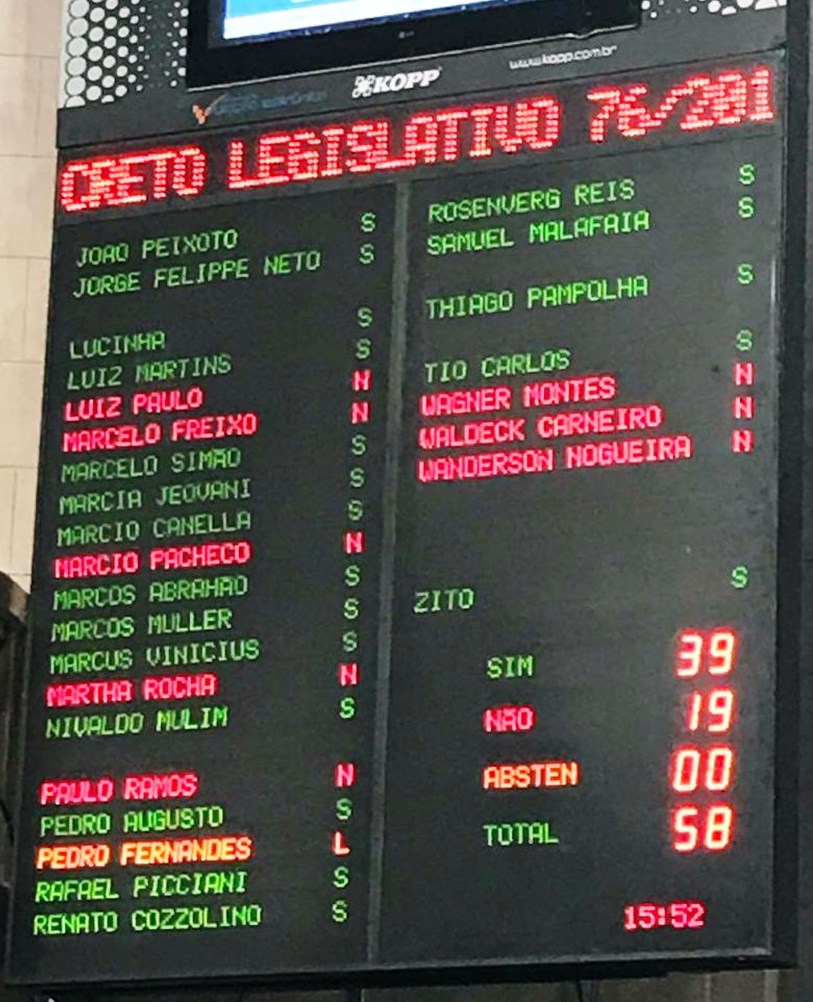 KOPP
www.kopp.com.br
CRETO LEGISLATIVO 76/201
JOAO PEIXOTO S
JORGE FELIPPE NETO S
LUCINHA S
LUIZ MARTINS S
LUIZ PAULO N
MARCELO FREIXO N
MARCELO SIMÃO S
MARCIA JEOVANI S
MARCIO CANELLA S
MARCIO PACHECO N
MARCOS ABRAHAO S
MARCOS MULLER S
MARCUS VINICIUS S
MARTHA ROCHA N
NIVALDO MULIM S
PAULO RAMOS N
PEDRO AUGUSTO S
PEDRO FERNANDES L
RAFAEL PICCIANI S
RENATO COZZOLINO S
ROSENVERG REIS S
SAMUEL MALAFAIA S
THIAGO PAMPOLHA S
TIO CARLOS S
WAGNER MONTES N
WALDECK CARNEIRO N
WANDERSON NOGUEIRA N
ZITO S
SIM 39
NÃO 19
ABSTEN 00
TOTAL 58
15:52